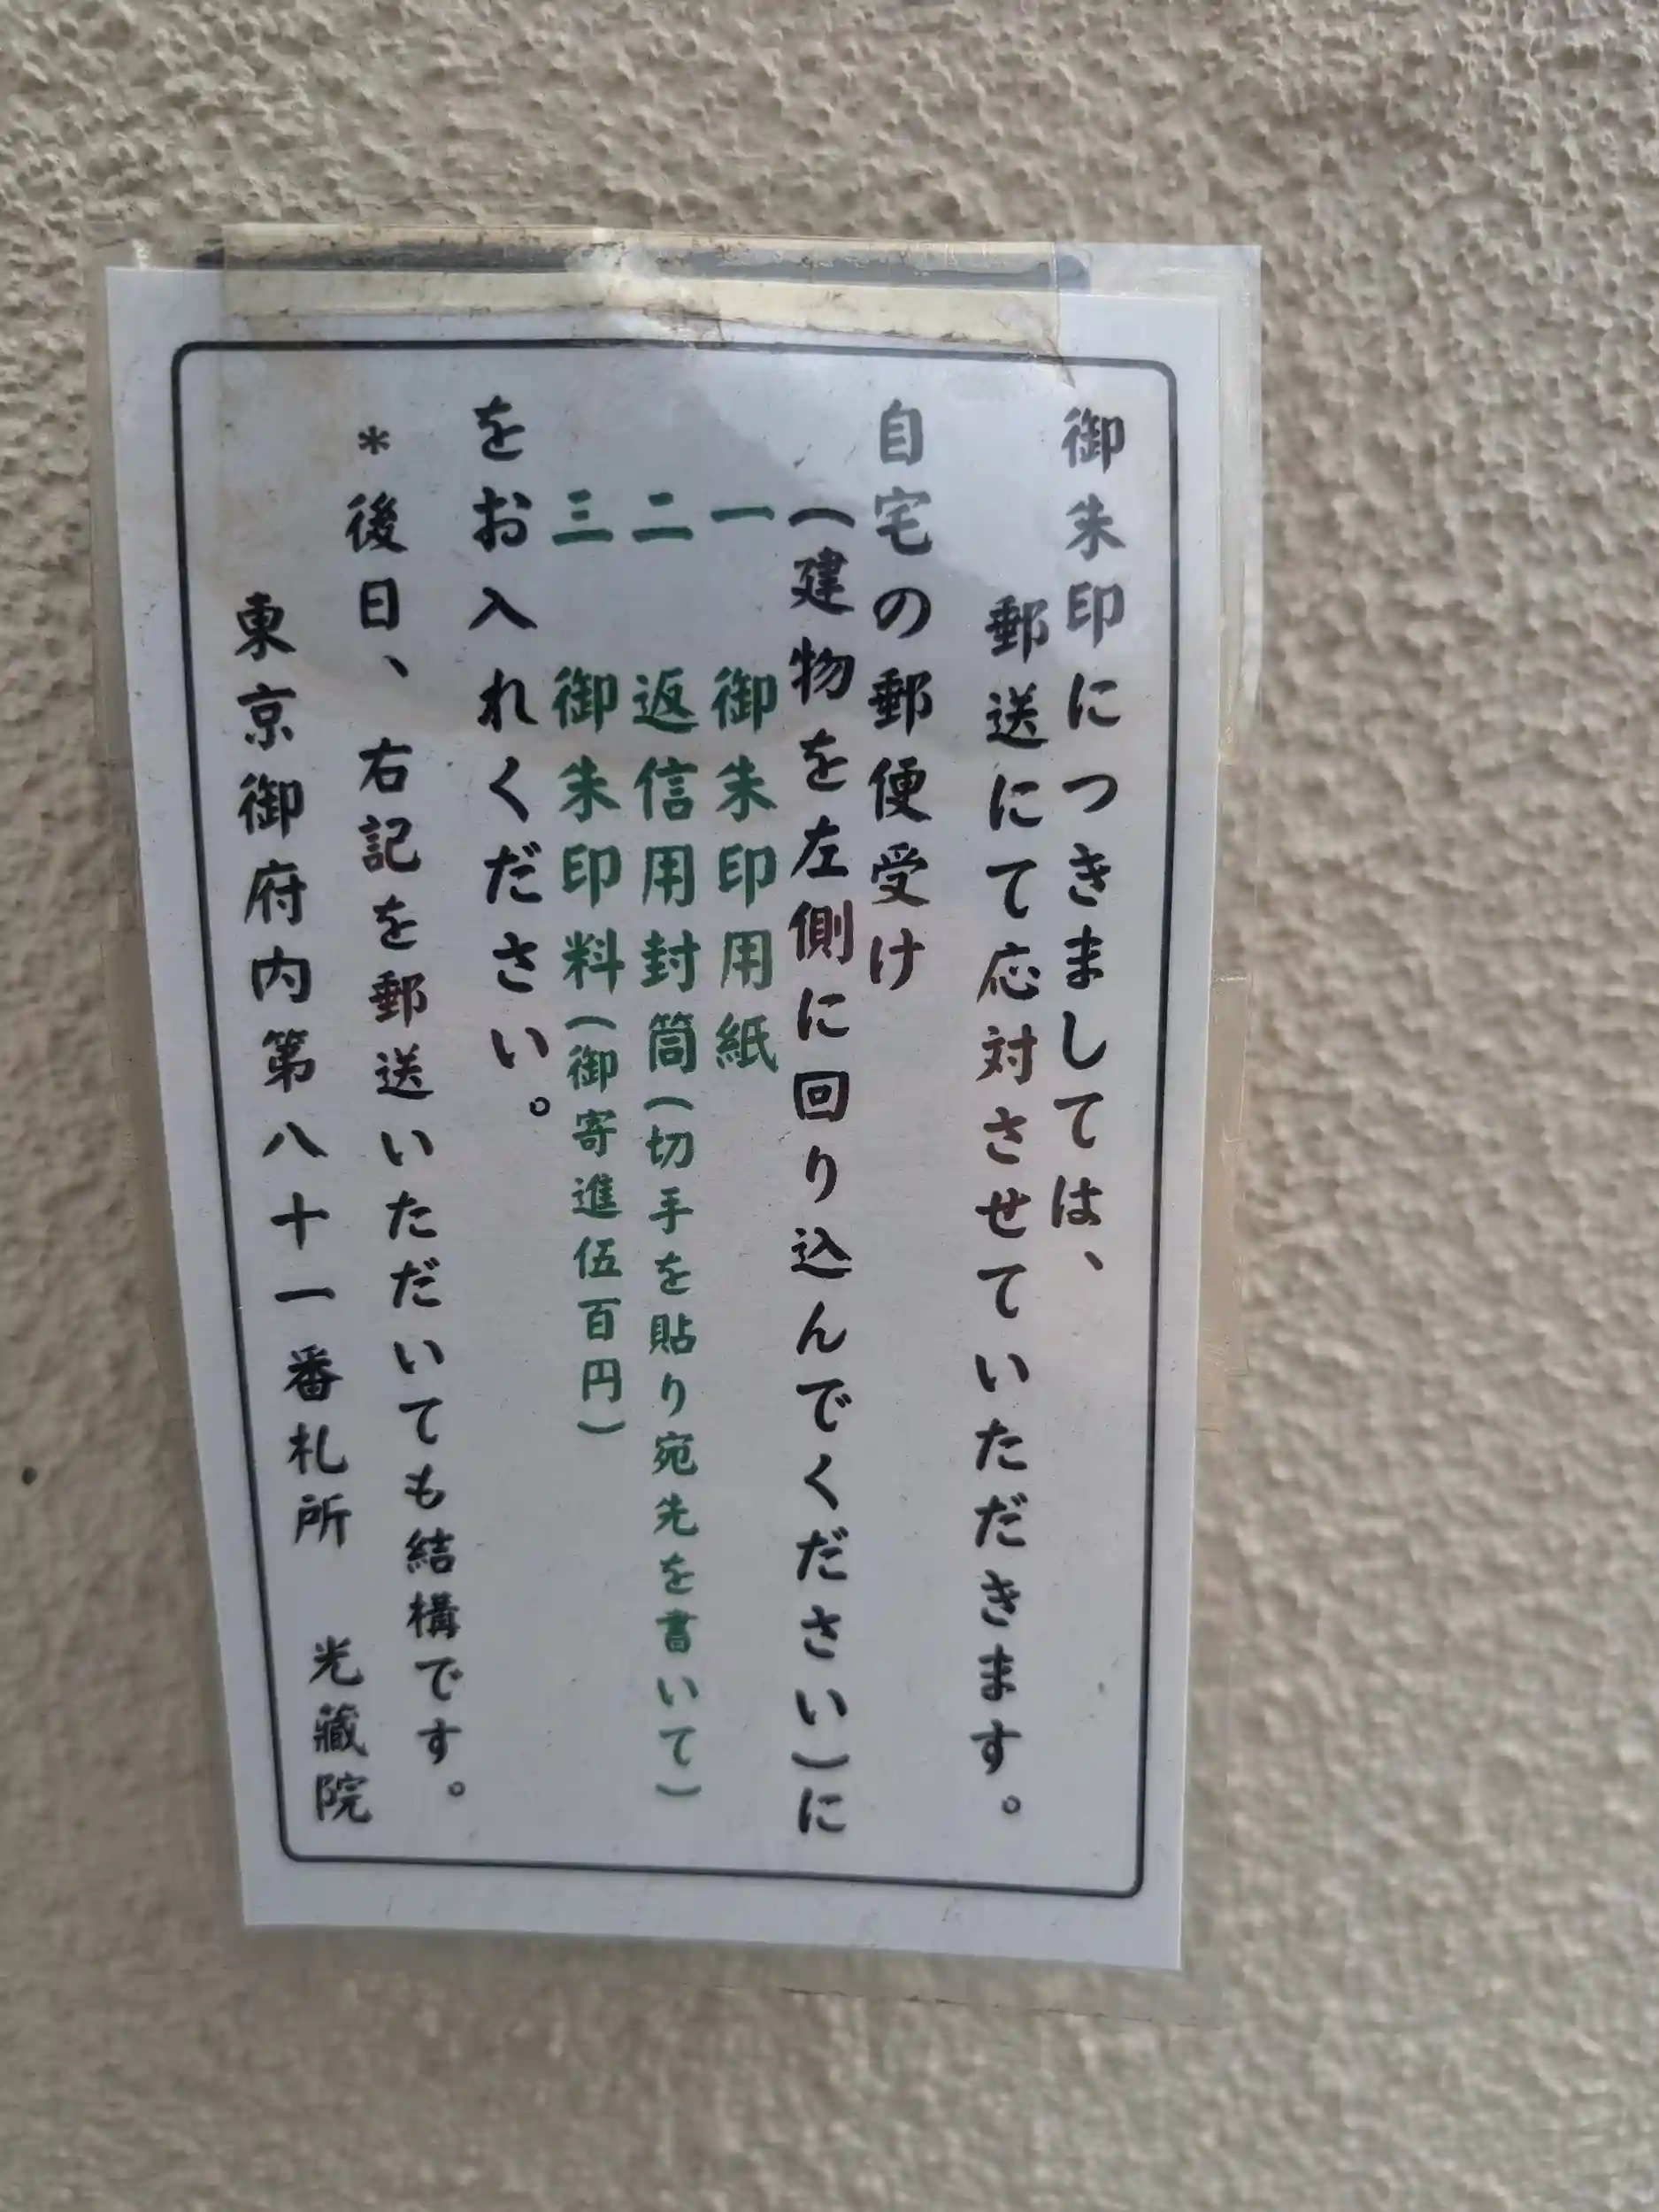 御朱印につきましては、
郵送にて応対させていただきます。
自宅の郵便受け
(建物を左側に回り込んでください)に
一 御朱印用紙
二 返信用封筒(切手を貼り宛先を書いて)
三 御朱印料(御寄進伍百円)
をお入れください。
*後日、右記を郵送いただいても結構です。
東京御府内第八十一番札所 光蔵院